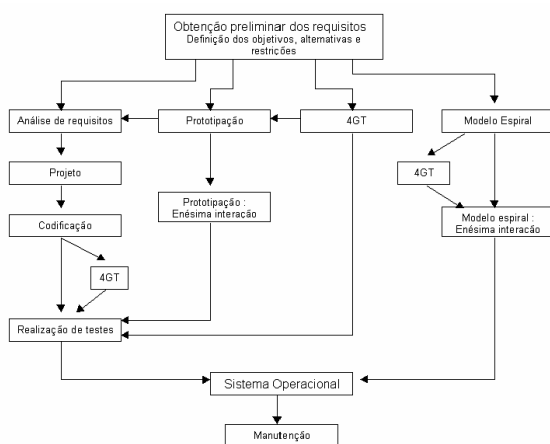 Obtenção preliminar dos requisitos
Definição dos objetivos, alternativas e
restrições
Análise de requisitos
Prototipação
4GT
Modelo Espiral
Projeto
4GT
Prototipação :
Enésima interação
Codificação
Modelo espiral :
Enésima interacão
4GT
Realização de testes
Sistema Operacional
Manutenção